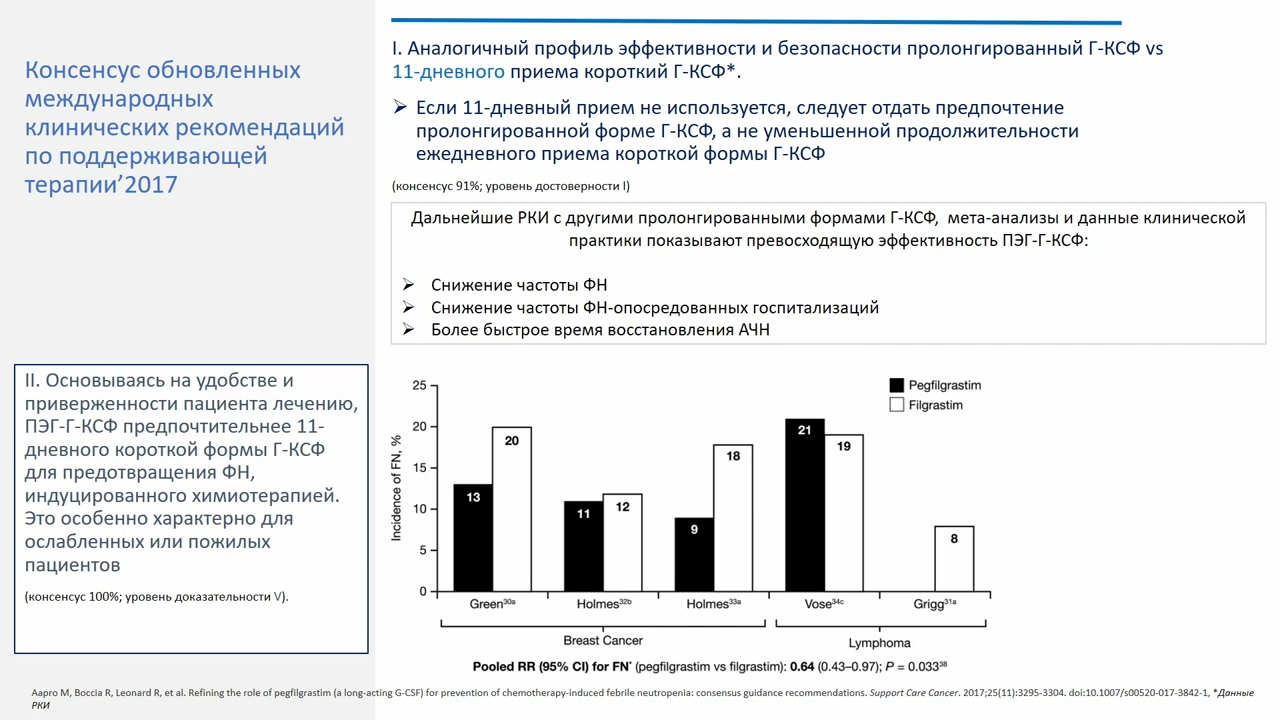 Консенсус обновленных
международных
клинических рекомендаций
по поддерживающей
терапии’2017
I. Аналогичный профиль эффективности и безопасности пролонгированный Г-КСФ vs
11-дневного приема короткий Г-КСФ*.
➢ Если 11-дневный прием не используется, следует отдать предпочтение
пролонгированной форме Г-КСФ, а не уменьшенной продолжительности
ежедневного приема короткой формы Г-КСФ
(консенсус 91%; уровень достоверности I)
Дальнейшие РКИ с другими пролонгированными формами Г-КСФ, мета-анализы и данные клинической
практики показывают превосходящую эффективность ПЭГ-Г-КСФ:
➢ Снижение частоты ФН
➢ Снижение частоты ФН-опосредованных госпитализаций
➢ Более быстрое время восстановления АЧН
II. Основываясь на удобстве и
приверженности пациента лечению,
ПЭГ-Г-КСФ предпочтительнее 11-
дневного короткой формы Г-КСФ
для предотвращения ФН,
индуцированного химиотерапией.
Это особенно характерно для
ослабленных или пожилых
пациентов
(консенсус 100%; уровень доказательности V).
Incidence of FN, %
25
20
15
10
5
0
Pegfilgrastim
Filgrastim
13
20
11
12
9
18
21
19
8
Green30a
Holmes32b
Holmes33a
Vose34c
Grigg31a
Breast Cancer
Lymphoma
Pooled RR (95% CI) for FN* (pegfilgrastim vs filgrastim): 0.64 (0.43–0.97); P = 0.03338
Aapro M, Boccia R, Leonard R, et al. Refining the role of pegfilgrastim (a long-acting G-CSF) for prevention of chemotherapy-induced febrile neutropenia: consensus guidance recommendations. Support Care Cancer. 2017;25(11):3295-3304. doi:10.1007/s00520-017-3842-1, *Данные
РКИ